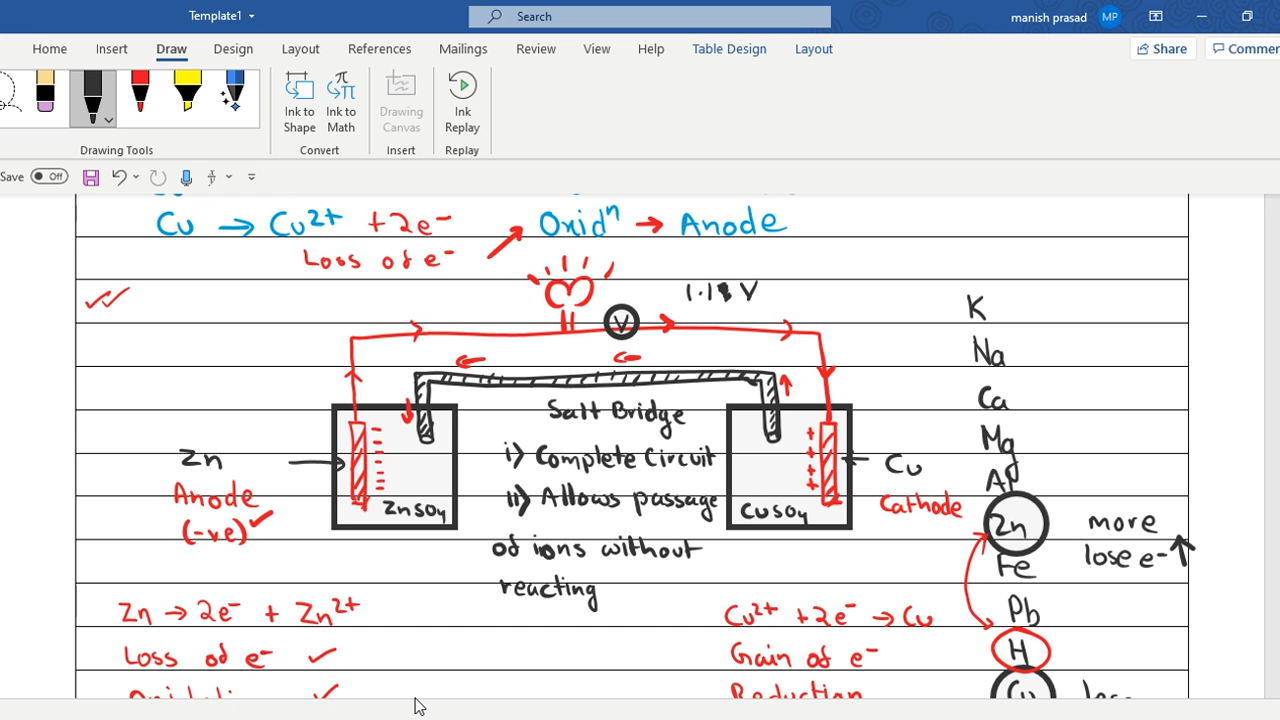 Template1
Search
manish prasad
MP
Home Insert Draw Design Layout References Mailings Review View Help Table Design Layout
Share
Ink to Shape
Ink to Math
Drawing Canvas
Ink Replay
Drawing Tools Convert Insert Replay
Save Off
Cu → Cu2+ +2e- Oxidn → Anode
Loss of e-
V
K
Na
Ca
Mg
Al
Zn
Fe
Pb
H
Cu
more
lose e- ↑
Salt Bridge
i) Complete Circuit
ii) Allows passage
of ions without
reacting
Zn
Anode
(-ve) ✓
ZnSO4
CuSO4
Cu
Cathode
Zn → 2e- + Zn2+
Loss of e- ✓
Cu2+ +2e- → Cu
Gain of e-
Reduction